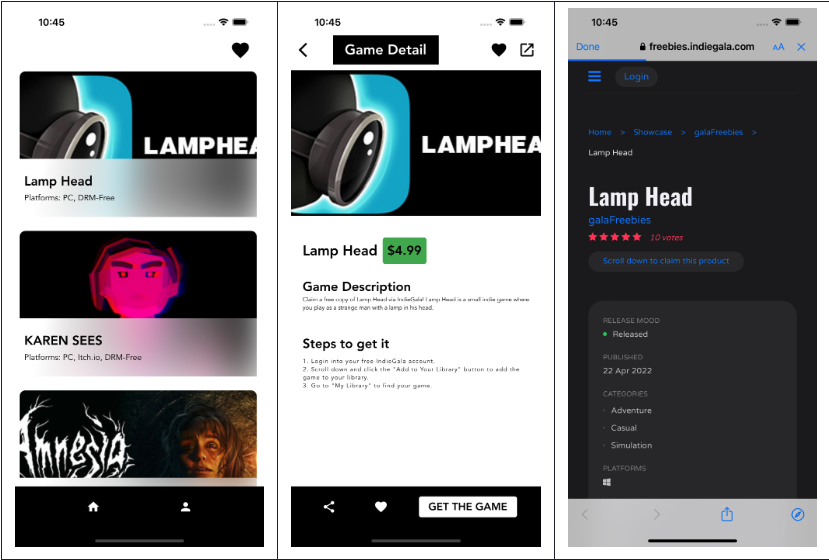 10:45
LAMPHEA
Lamp Head
Platforms: PC, DRM-Free
KAREN SEES
Platforms: PC, Itch.io, DRM-Free
Amnesia
10:45
Game Detail
LAMPHEA
Lamp Head $4.99
Game Description
Claim a free copy of Lamp Head via IndieGala! Lamp Head is a small indie game where
you play as a strange man with a lamp in his head.
Steps to get it
1. Login into your free IndieGala account.
2. Scroll down and click the "Add to Your Library" button to add the
game to your library.
3. Go to "My Library" to find your game.
GET THE GAME
10:45
Done freebies.indiegala.com AA
Login
Home > Showcase > galaFreebies >
Lamp Head
Lamp Head
galaFreebies
10 votes
Scroll down to claim this product
RELEASE MOOD
Released
PUBLISHED
22 Apr 2022
CATEGORIES
· Adventure
· Casual
· Simulation
PLATFORMS